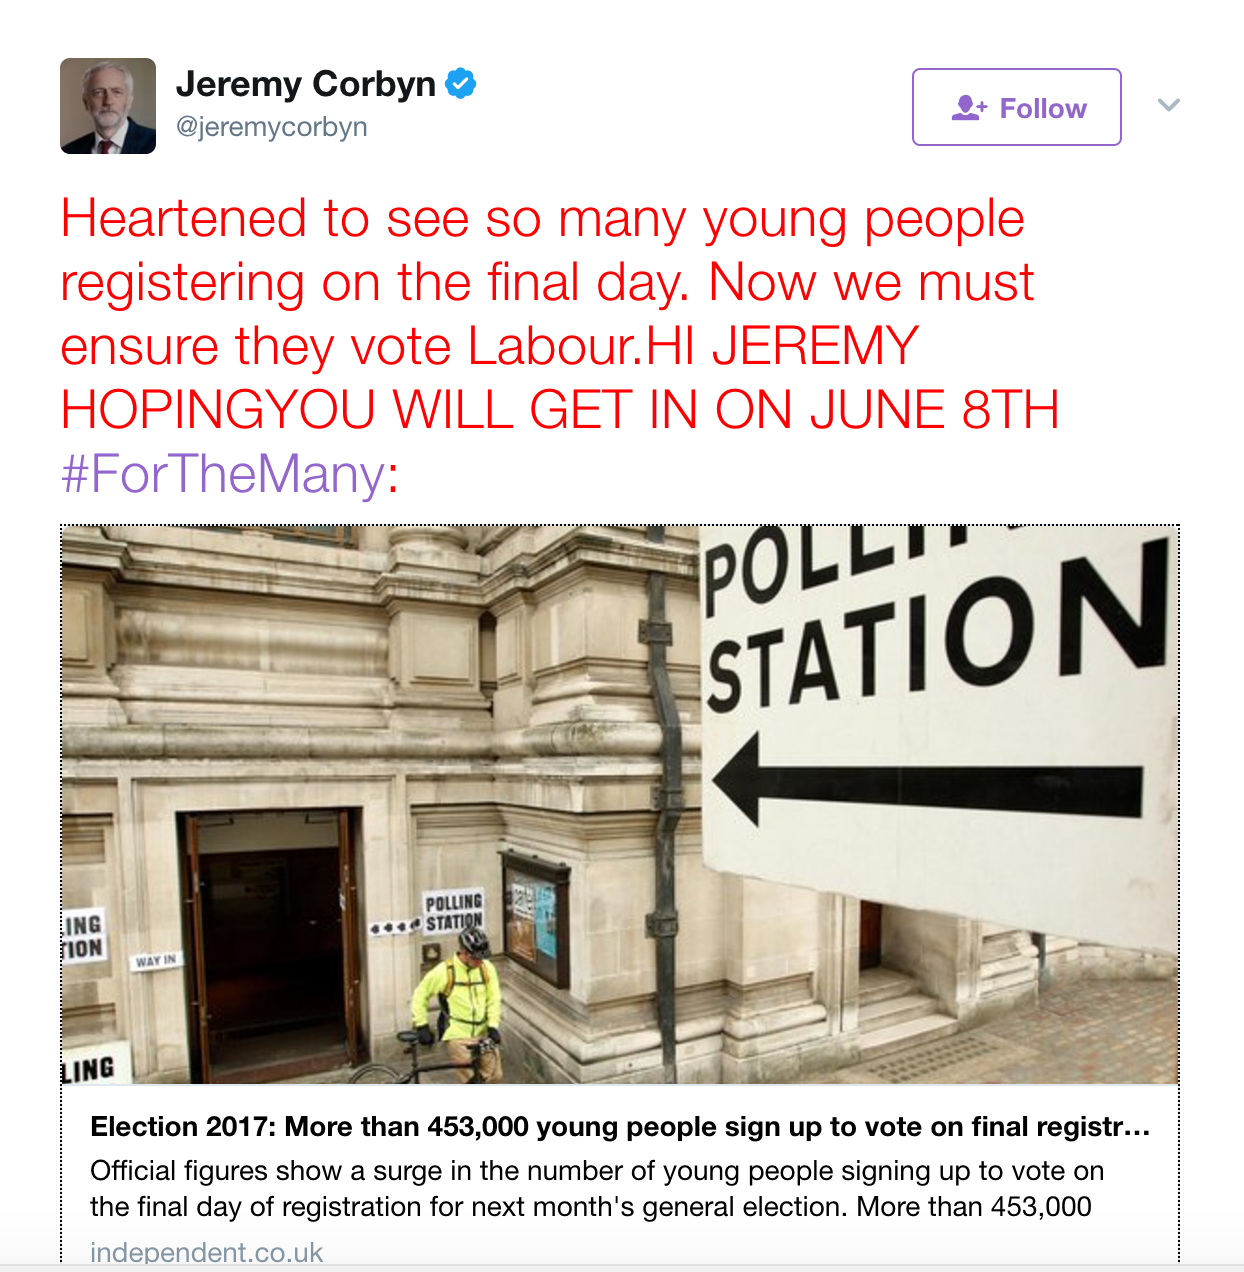 Jeremy Corbyn
@jeremycorbyn
Follow
Heartened to see so many young people
registering on the final day. Now we must
ensure they vote Labour.HI JEREMY
HOPINGYOU WILL GET IN ON JUNE 8TH
#ForTheMany:
STATION
POLLING
STATION
ING
TION
WAY IN
LING
Election 2017: More than 453,000 young people sign up to vote on final registr...
Official figures show a surge in the number of young people signing up to vote on
the final day of registration for next month's general election. More than 453,000
independent.co.uk